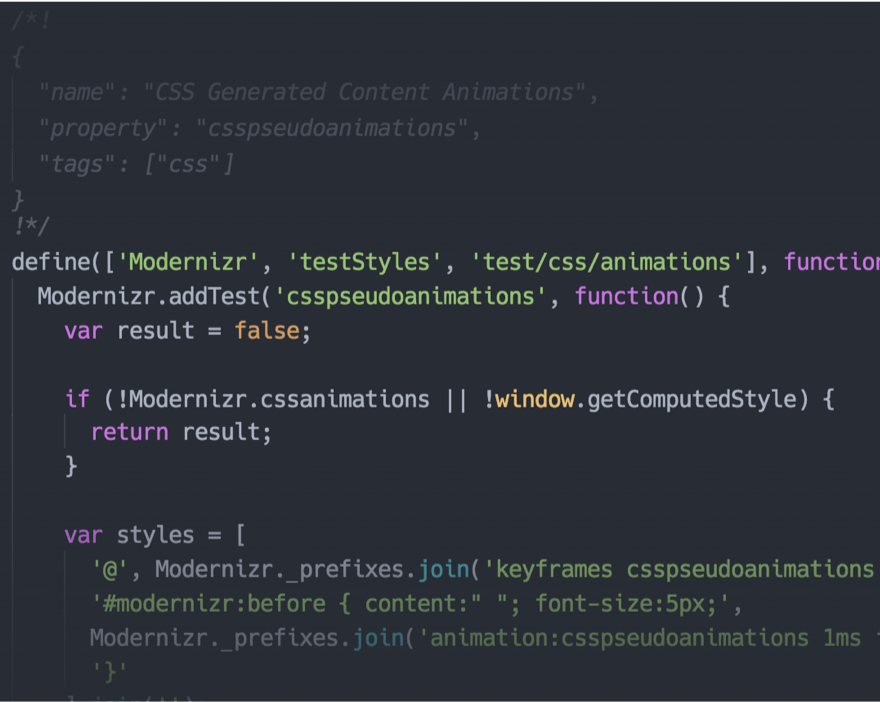 /*!
{
  "name": "CSS Generated Content Animations",
  "property": "csspseudoanimations",
  "tags": ["css"]
}
!*/
define(['Modernizr', 'testStyles', 'test/css/animations'], function
  Modernizr.addTest('csspseudoanimations', function() {
    var result = false;

    if (!Modernizr.cssanimations || !window.getComputedStyle) {
      return result;
    }

    var styles = [
      '@', Modernizr._prefixes.join('keyframes csspseudoanimations
      '#modernizr:before { content:" "; font-size:5px;',
      Modernizr._prefixes.join('animation:csspseudoanimations 1ms
      '}'